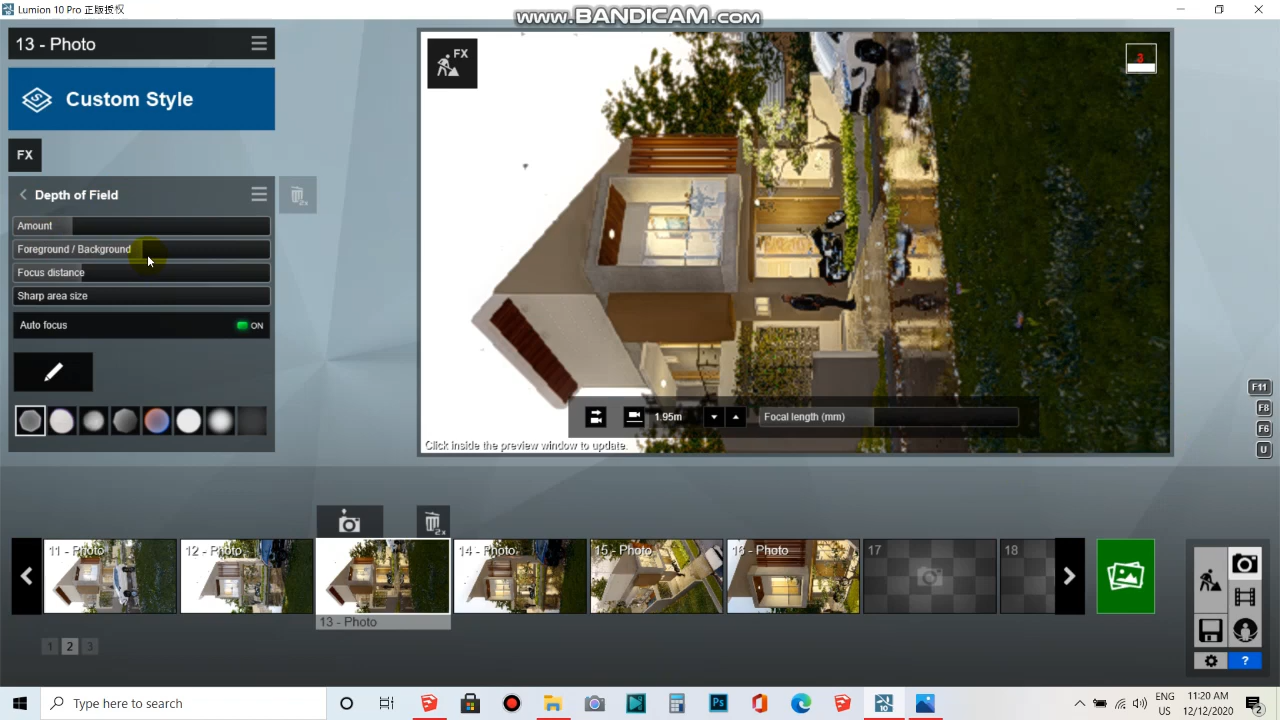 Lumion 10 Pro 正版授权
www.BANDICAM.com
13 - Photo
Custom Style
FX
Depth of Field
Amount
Foreground / Background
Focus distance
Sharp area size
Auto focus
ON
FX
3
1.95m
Focal length (mm)
Click inside the preview window to update.
F11
F8
F6
U
11 - Photo
12 - Photo
14 - Photo
15 - Photo
16 - Photo
17
18
13 - Photo
1 2 3
?
Type here to search
Ps
10
ENG
US
11:20 AM
12/12/2020
2